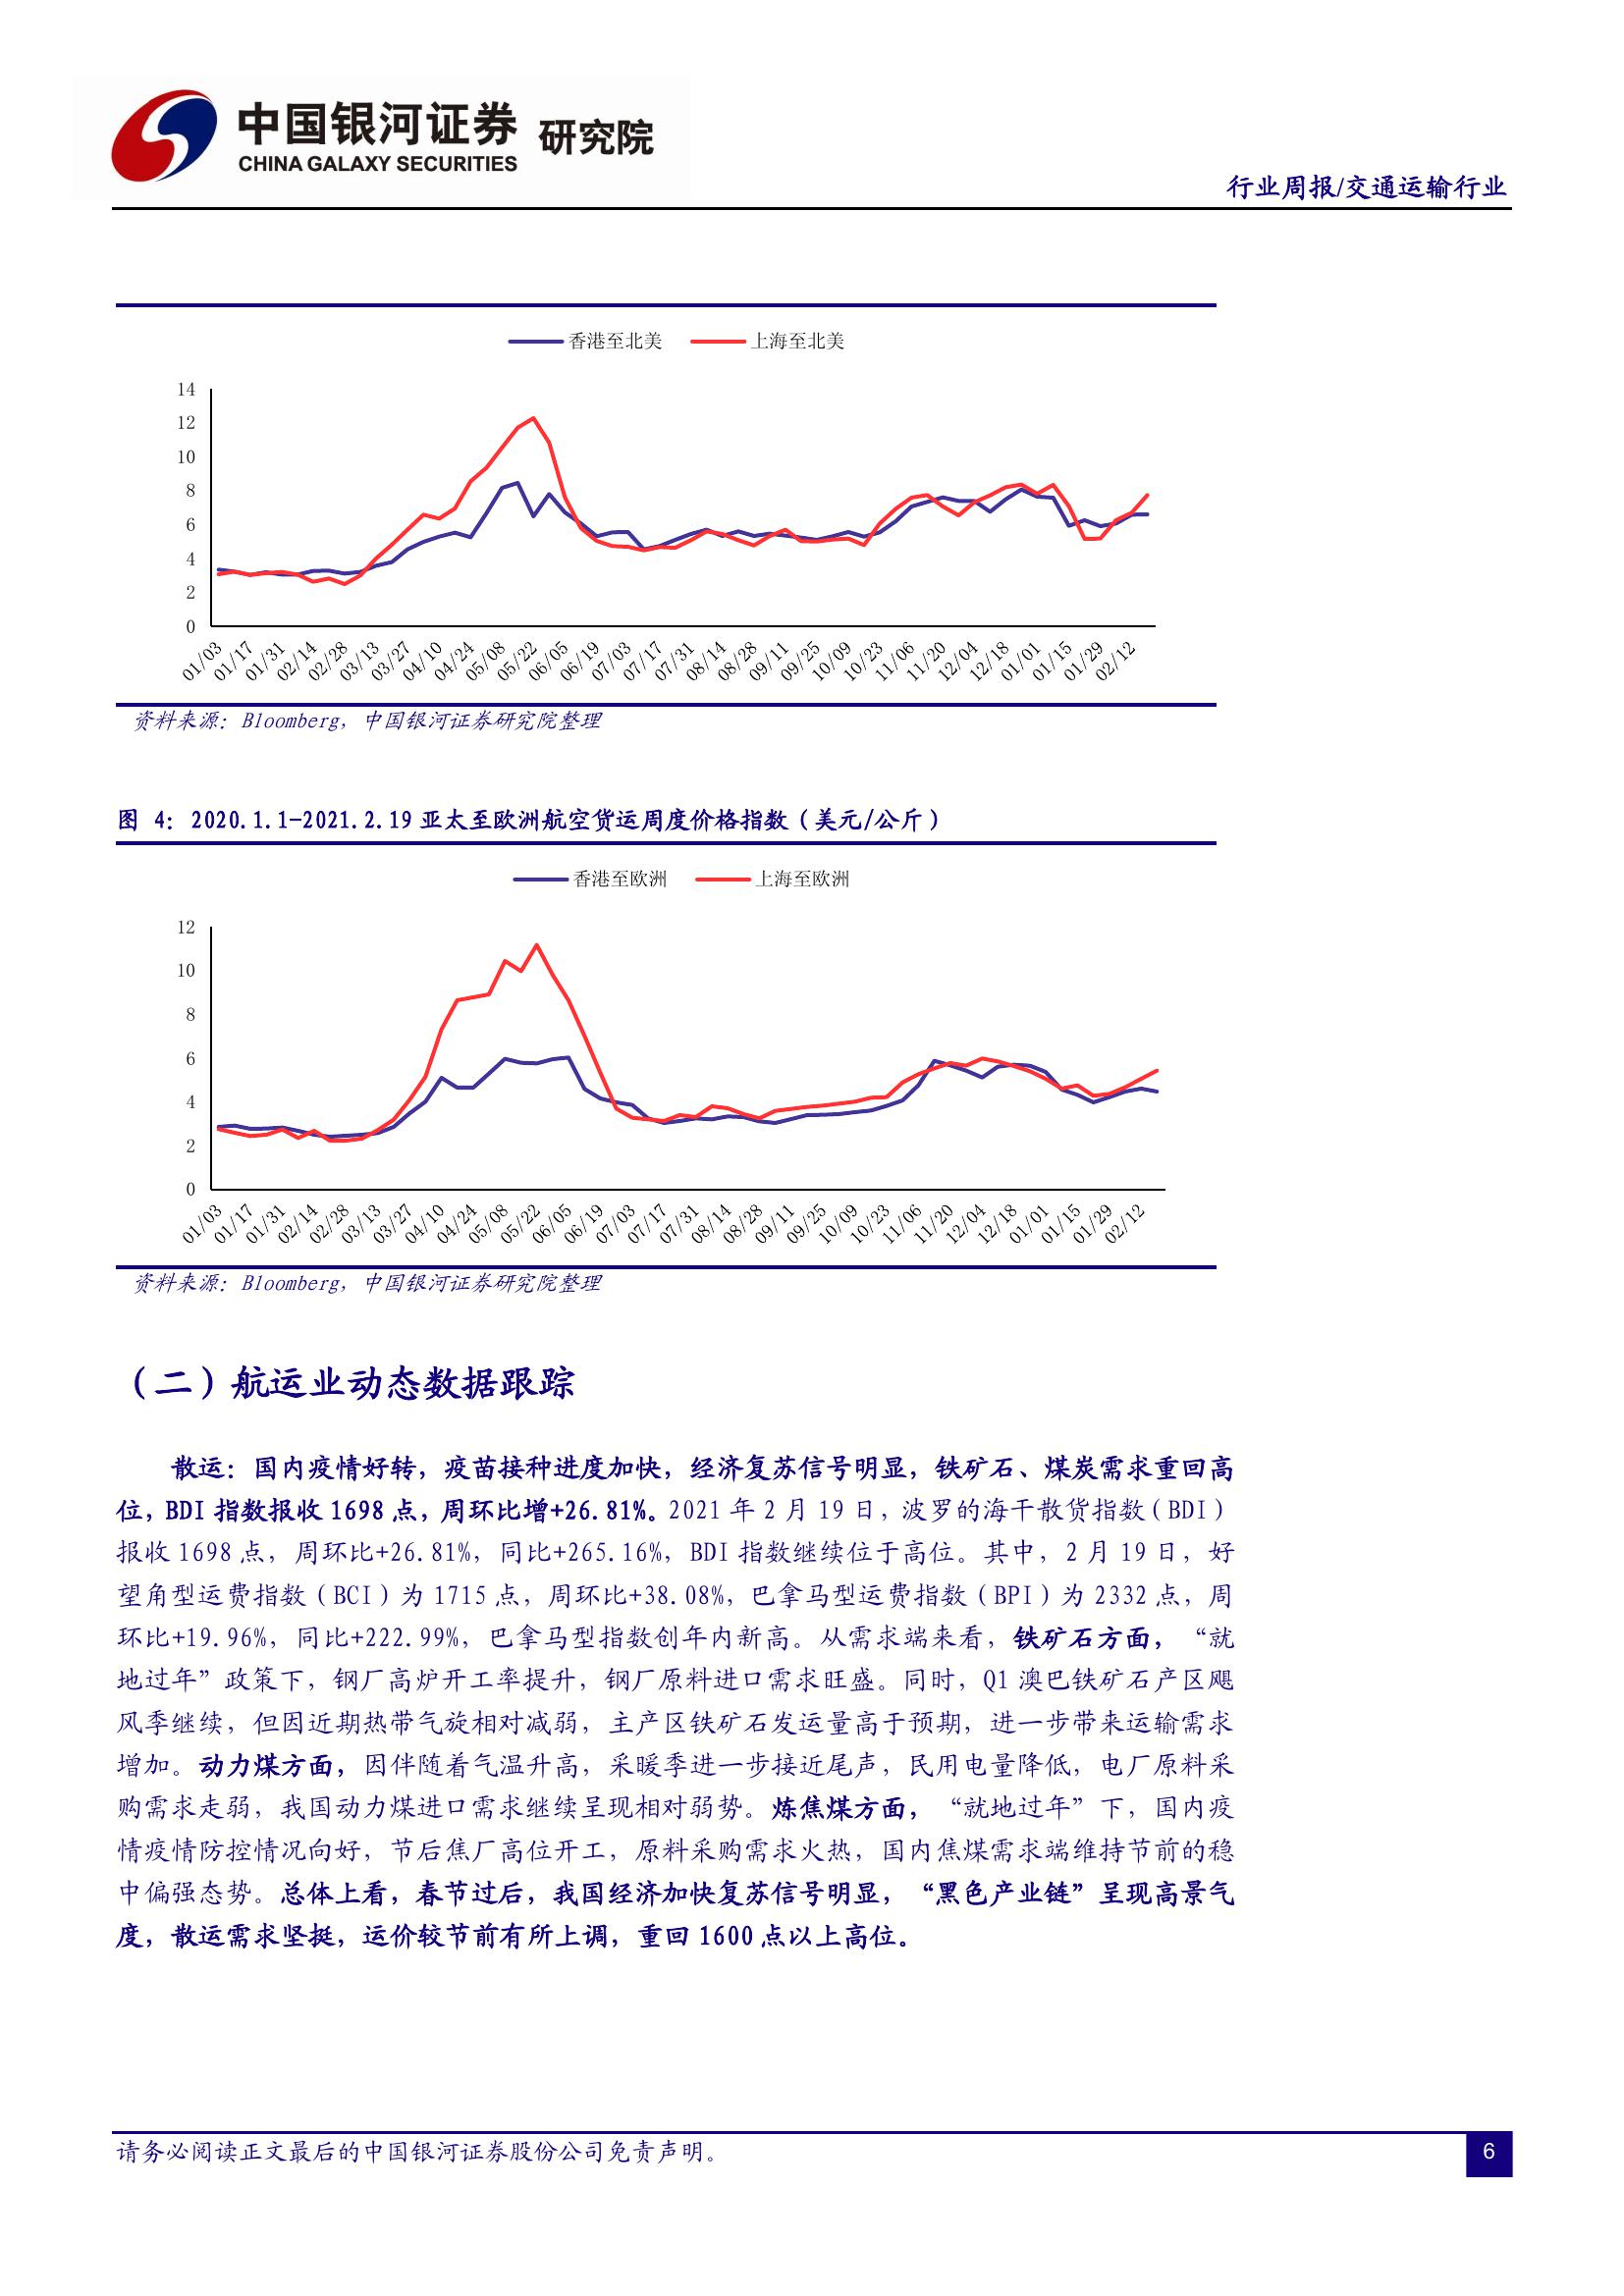 中国银河证券 研究院
CHINA GALAXY SECURITIES
行业周报/交通运输行业
香港至北美 上海至北美
14
12
10
8
6
4
2
0
01/03 01/17 01/31 02/14 02/28 03/13 03/27 04/10 04/24 05/08 05/22 06/05 06/19 07/03 07/17 07/31 08/14 08/28 09/11 09/25 10/09 10/23 11/06 11/20 12/04 12/18 01/01 01/15 01/29 02/12
资料来源：Bloomberg，中国银河证券研究院整理
图 4：2020.1.1-2021.2.19 亚太至欧洲航空货运周度价格指数（美元/公斤）
香港至欧洲 上海至欧洲
12
10
8
6
4
2
0
01/03 01/17 01/31 02/14 02/28 03/13 03/27 04/10 04/24 05/08 05/22 06/05 06/19 07/03 07/17 07/31 08/14 08/28 09/11 09/25 10/09 10/23 11/06 11/20 12/04 12/18 01/01 01/15 01/29 02/12
资料来源：Bloomberg，中国银河证券研究院整理
（二）航运业动态数据跟踪
散运：国内疫情好转，疫苗接种进度加快，经济复苏信号明显，铁矿石、煤炭需求重回高
位，BDI 指数报收 1698 点，周环比增+26.81%。2021 年 2 月 19 日，波罗的海干散货指数（BDI）
报收 1698 点，周环比+26.81%，同比+265.16%，BDI 指数继续位于高位。其中，2 月 19 日，好
望角型运费指数（BCI）为 1715 点，周环比+38.08%，巴拿马型运费指数（BPI）为 2332 点，周
环比+19.96%，同比+222.99%，巴拿马型指数创年内新高。从需求端来看，铁矿石方面，“就
地过年”政策下，钢厂高炉开工率提升，钢厂原料进口需求旺盛。同时，Q1 澳巴铁矿石产区飓
风季继续，但因近期热带气旋相对减弱，主产区铁矿石发运量高于预期，进一步带来运输需求
增加。动力煤方面，因伴随着气温升高，采暖季进一步接近尾声，民用电量降低，电厂原料采
购需求走弱，我国动力煤进口需求继续呈现相对弱势。炼焦煤方面，“就地过年”下，国内疫
情疫情防控情况向好，节后焦厂高位开工，原料采购需求火热，国内焦煤需求端维持节前的稳
中偏强态势。总体上看，春节过后，我国经济加快复苏信号明显，“黑色产业链”呈现高景气
度，散运需求坚挺，运价较节前有所上调，重回 1600 点以上高位。
请务必阅读正文最后的中国银河证券股份公司免责声明。
6